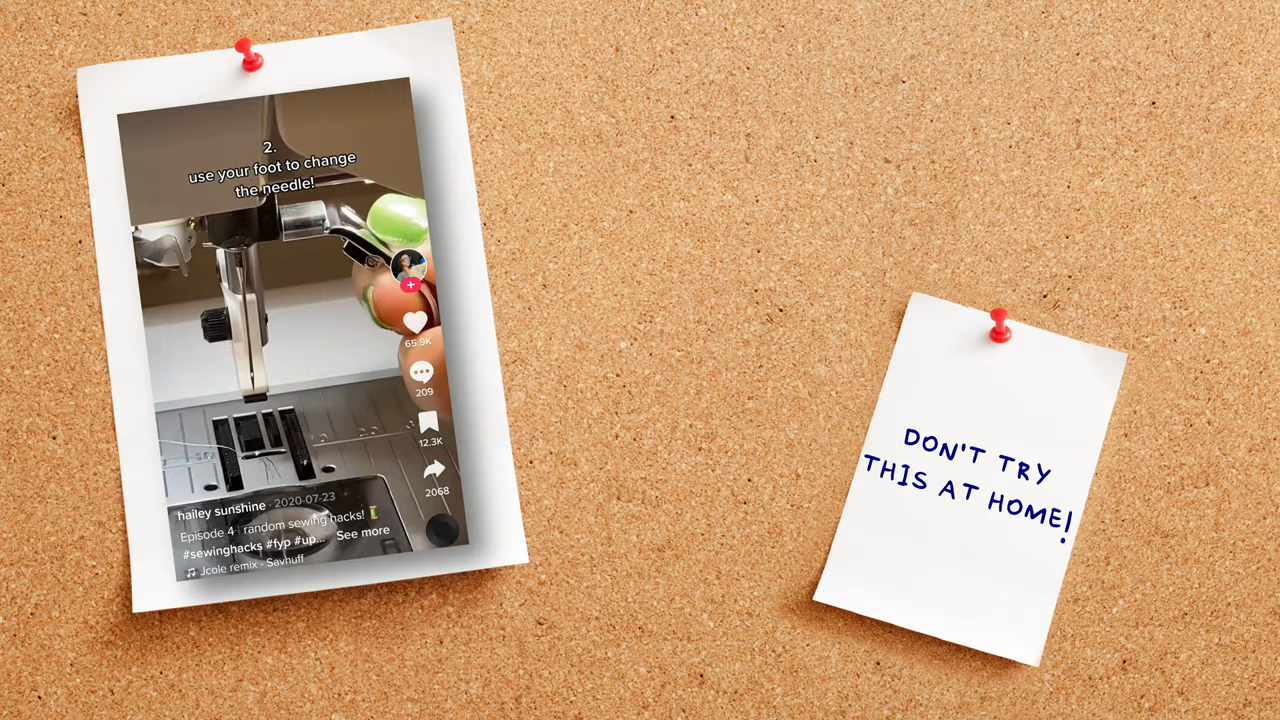 2.
use your foot to change
the needle!
65.9K
209
12.3K
2068
hailey sunshine · 2020-07-23
Episode 4 | random sewing hacks!
#sewinghacks #fyp #up... See more
Jcole remix - Savhuff
DON'T TRY
THIS AT HOME!